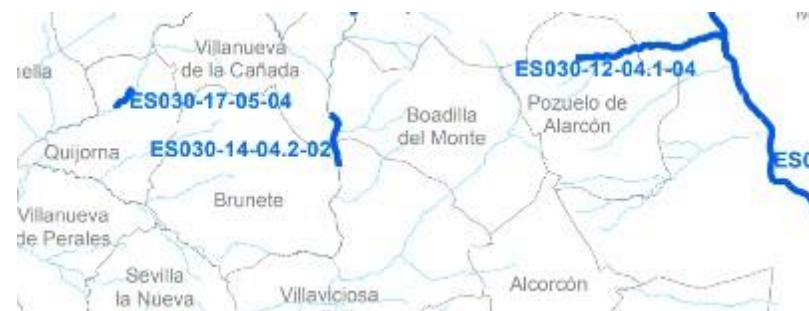 Villanueva
de la Cañada
ES030-12-04.1-04
ES030-17-05-04
Pozuelo de
Alarcón
Boadilla
del Monte
Quijorna
ES030-14-04.2-02
Brunete
Villanueva
de Perales
Sevilla
la Nueva
Villaviciosa
Alcorcón